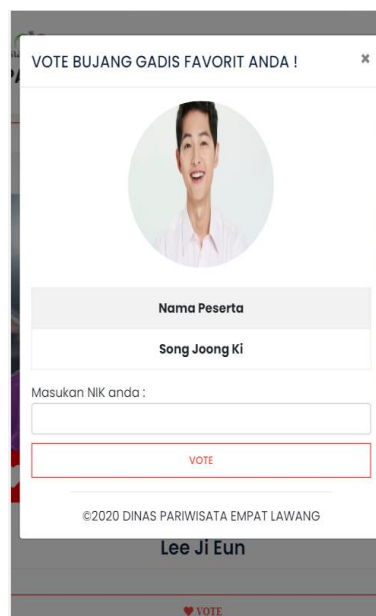 VOTE BUJANG GADIS FAVORIT ANDA !
×
Nama Peserta
Song Joong Ki
Masukan NIK anda :
VOTE
©2020 DINAS PARIWISATA EMPAT LAWANG
Lee Ji Eun
VOTE